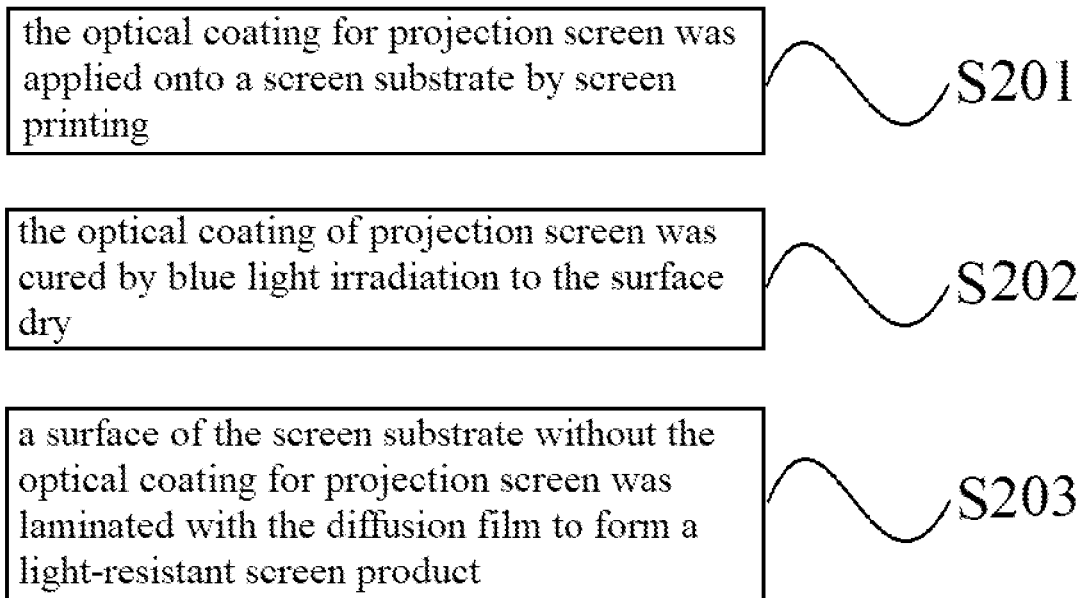 the optical coating for projection screen was
applied onto a screen substrate by screen
printing
S201
the optical coating of projection screen was
cured by blue light irradiation to the surface
dry
S202
a surface of the screen substrate without the
optical coating for projection screen was
laminated with the diffusion film to form a
light-resistant screen product
S203